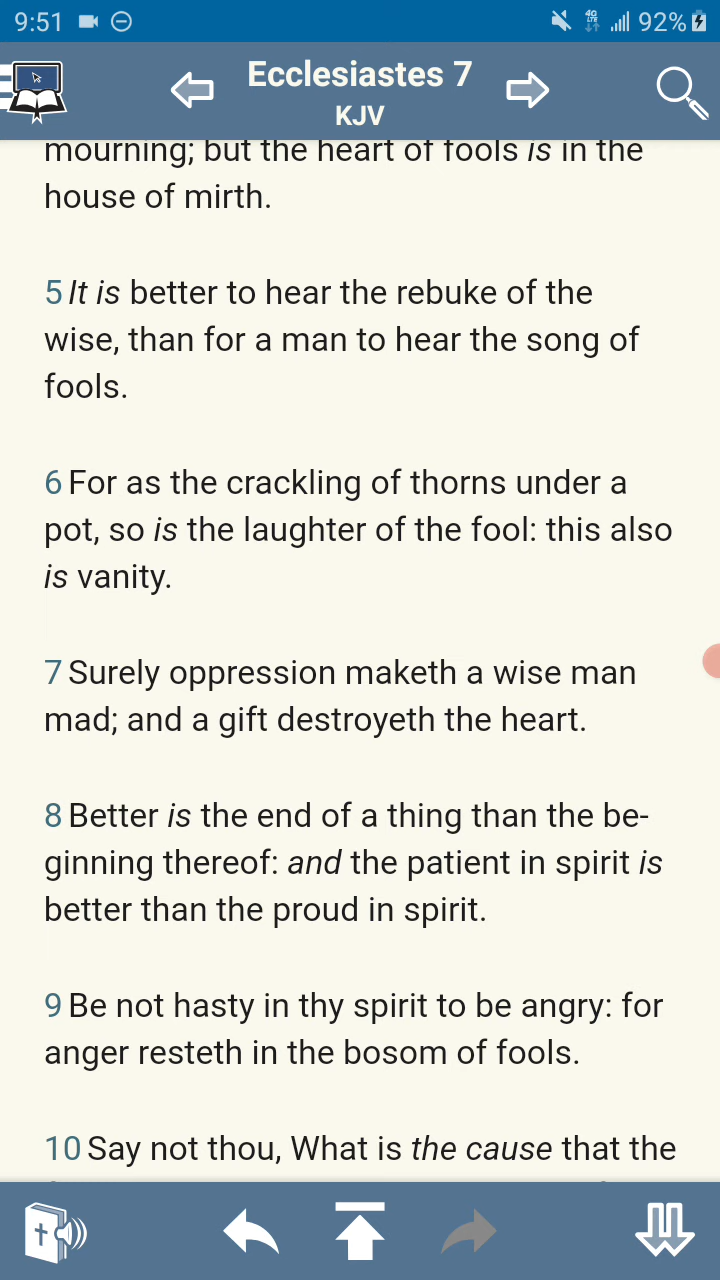 9:51
4G
LTE
92%
Ecclesiastes 7
KJV
mourning; but the heart of fools is in the
house of mirth.
5 It is better to hear the rebuke of the
wise, than for a man to hear the song of
fools.
6 For as the crackling of thorns under a
pot, so is the laughter of the fool: this also
is vanity.
7 Surely oppression maketh a wise man
mad; and a gift destroyeth the heart.
8 Better is the end of a thing than the be-
ginning thereof: and the patient in spirit is
better than the proud in spirit.
9 Be not hasty in thy spirit to be angry: for
anger resteth in the bosom of fools.
10 Say not thou, What is the cause that the